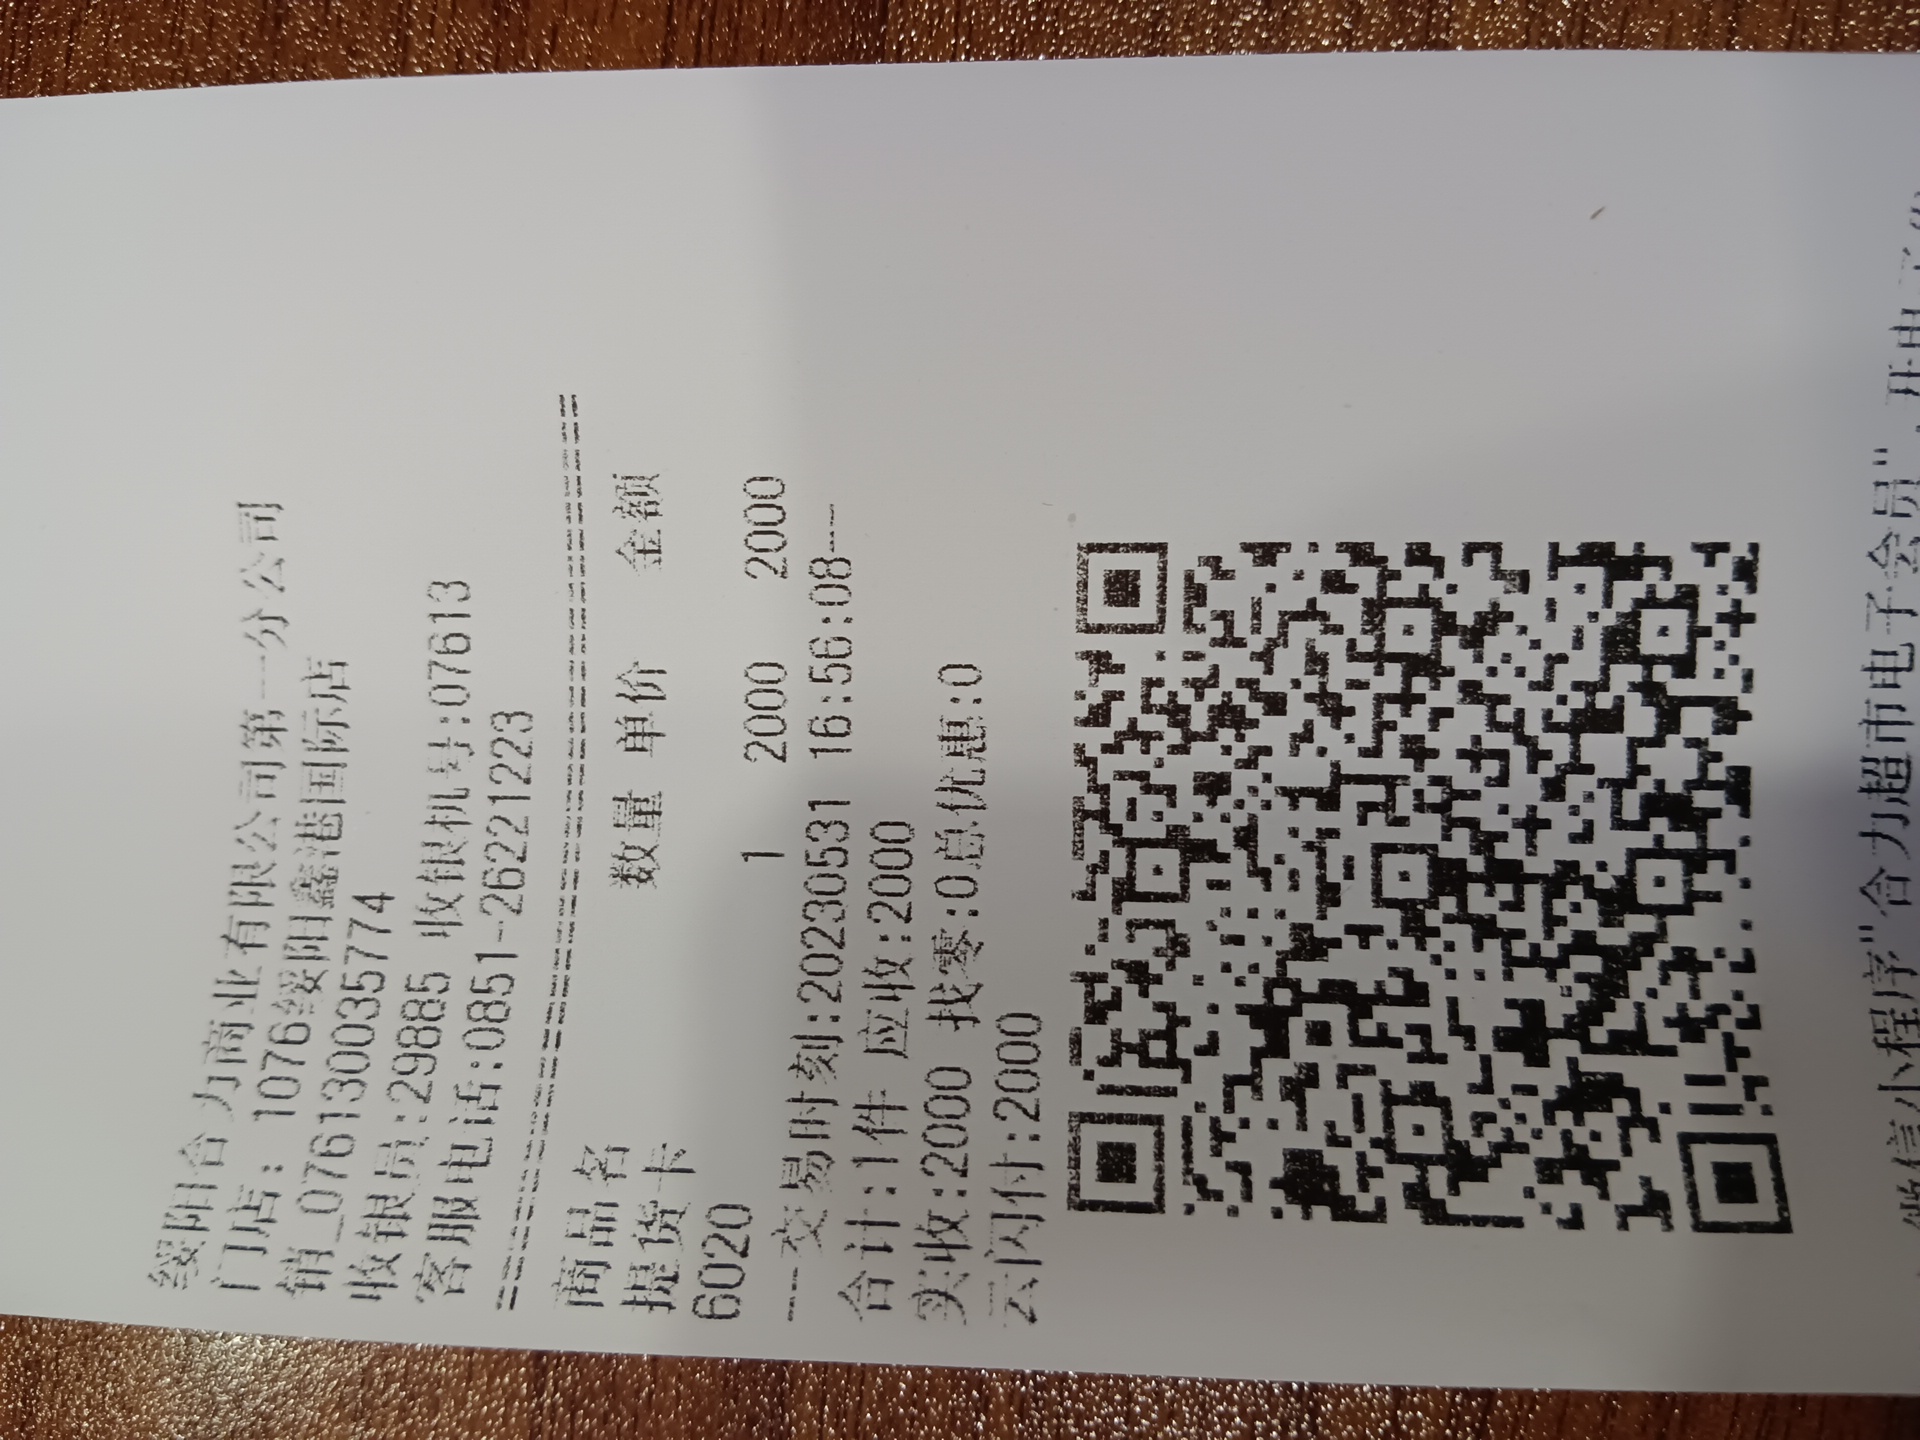 绥阳合力商业有限公司第一分公司
门店: 1076绥阳鑫港国际店
销_0761300035774
收银员:29885 收银机号:07613
客服电话:0851-26221223
================================
商品名 数量 单价 金额
提货卡
6020 1 2000 2000
--交易时刻:20230531 16:56:08--
合计:1件 应收:2000
实收:2000 找零:0总优惠:0
云闪付:2000
微信小程序"合力超市电子会员",开电子